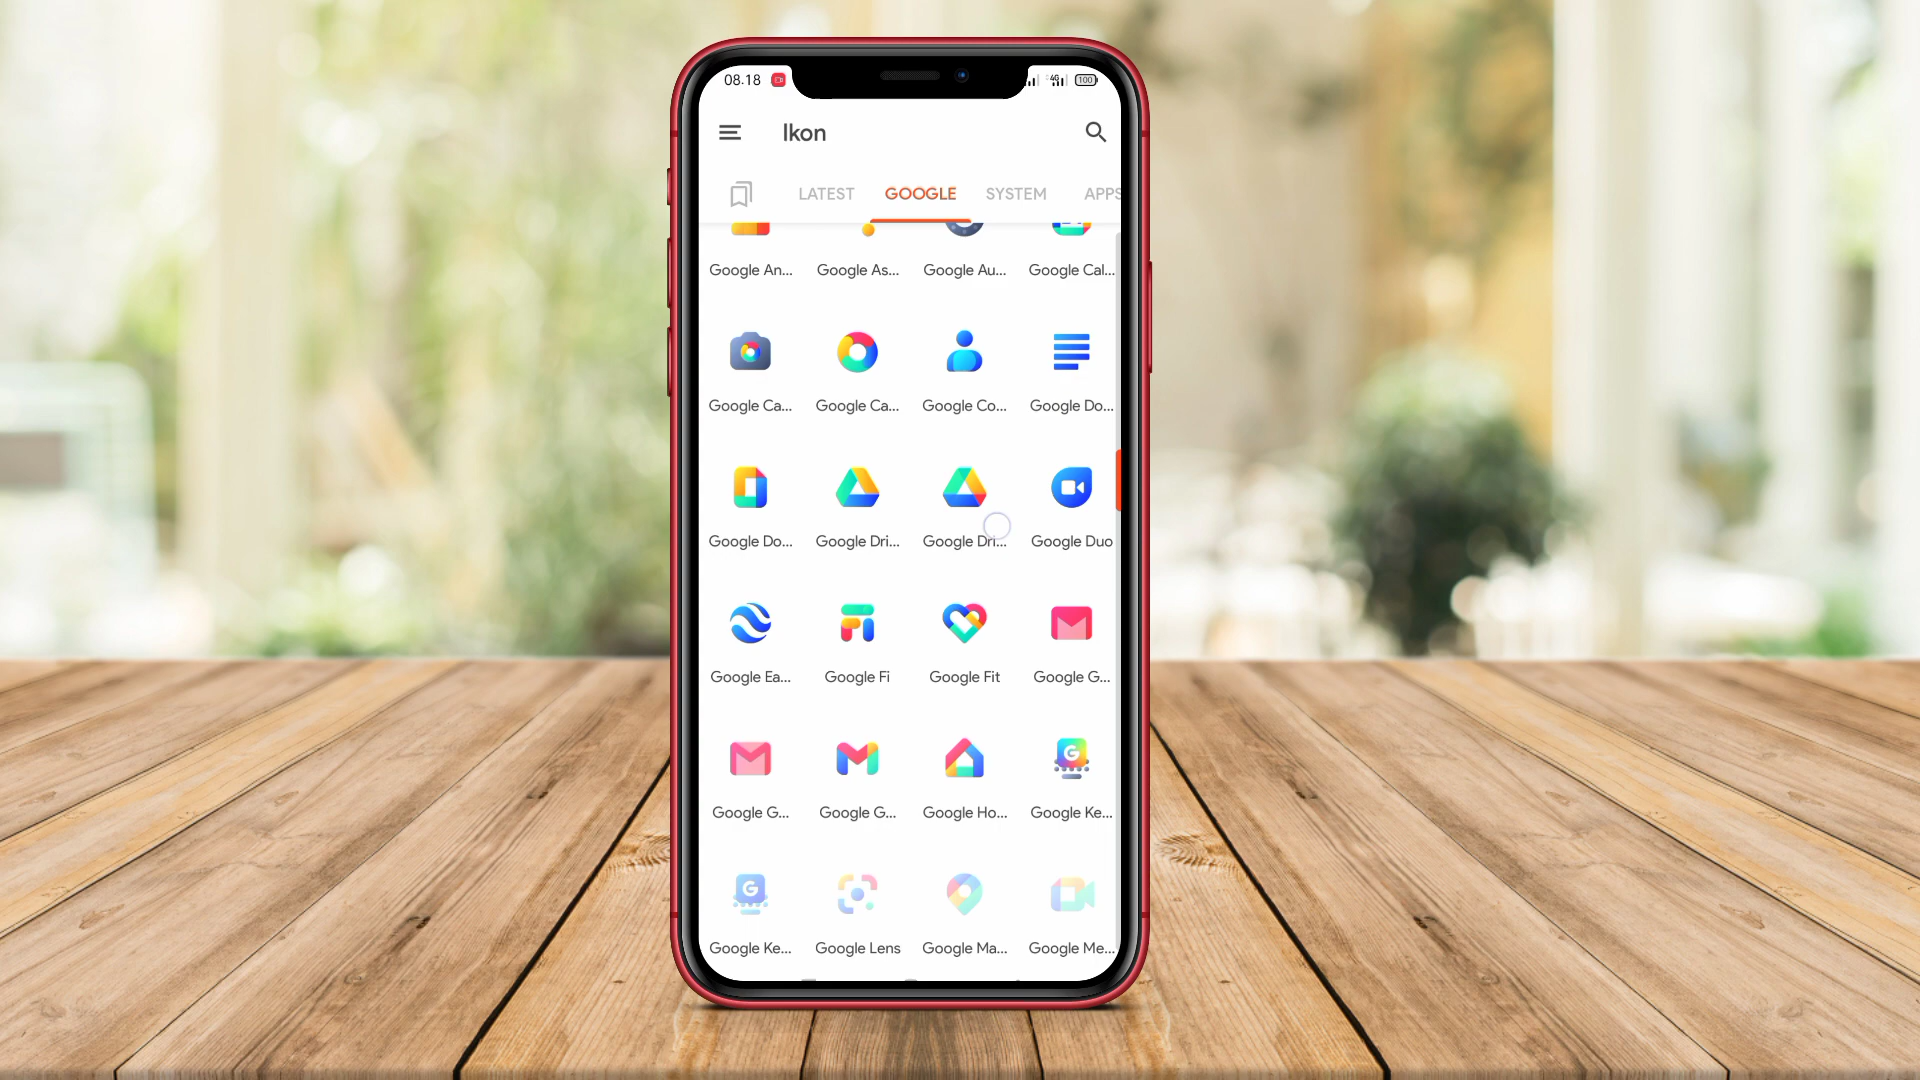 08.18 4G 100
Ikon
LATEST GOOGLE SYSTEM APPS
Google An... Google As... Google Au... Google Cal...
Google Ca... Google Ca... Google Co... Google Do...
Google Do... Google Dri... Google Dri... Google Duo
Google Ea... Google Fi Google Fit Google G...
G
Google G... Google G... Google Ho... Google Ke...
G
Google Ke... Google Lens Google Ma... Google Me...